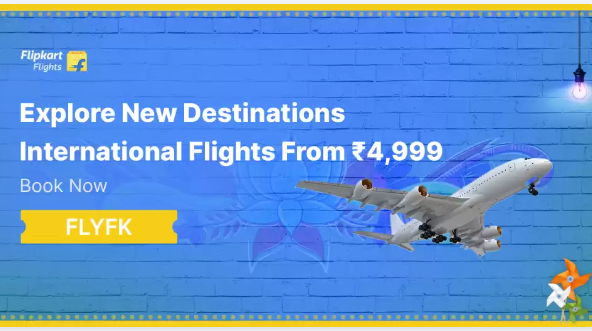 Flipkart
Flights
Explore New Destinations
International Flights From ₹4,999
Book Now
FLYFK